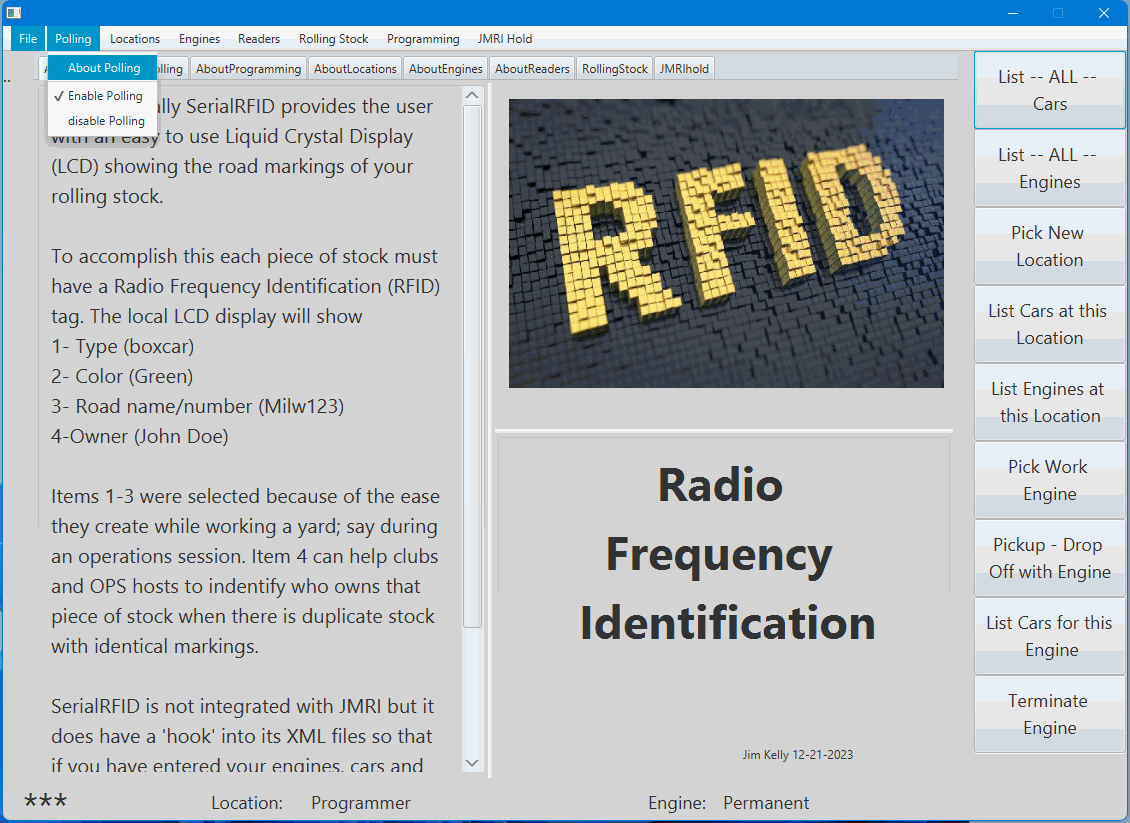 File Polling Locations Engines Readers Rolling Stock Programming JMRI Hold
About Polling
✓ Enable Polling
disable Polling
lling AboutProgramming AboutLocations AboutEngines AboutReaders RollingStock JMRIhold
..
lly SerialRFID provides the user
with an easy to use Liquid Crystal Display
(LCD) showing the road markings of your
rolling stock.
To accomplish this each piece of stock must
have a Radio Frequency Identification (RFID)
tag. The local LCD display will show
1- Type (boxcar)
2- Color (Green)
3- Road name/number (Milw123)
4-Owner (John Doe)
Items 1-3 were selected because of the ease
they create while working a yard; say during
an operations session. Item 4 can help clubs
and OPS hosts to indentify who owns that
piece of stock when there is duplicate stock
with identical markings.
SerialRFID is not integrated with JMRI but it
does have a 'hook' into its XML files so that
if you have entered your engines, cars and
RFID
Radio
Frequency
Identification
Jim Kelly 12-21-2023
List -- ALL --
Cars
List -- ALL --
Engines
Pick New
Location
List Cars at this
Location
List Engines at
this Location
Pick Work
Engine
Pickup - Drop
Off with Engine
List Cars for this
Engine
Terminate
Engine
*** Location: Programmer Engine: Permanent